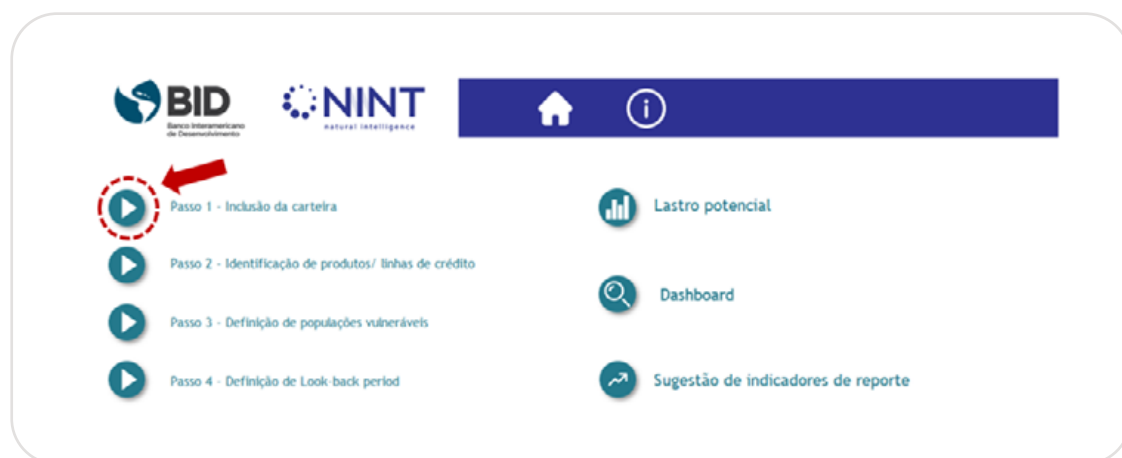 BID
Banco Interamericano
de Desenvolvimento
NINT
natural intelligence
Passo 1 - Inclusão da carteira
Passo 2 - Identificação de produtos/ linhas de crédito
Passo 3 - Definição de populações vulneráveis
Passo 4 - Definição de Look-back period
Lastro potencial
Dashboard
Sugestão de indicadores de reporte